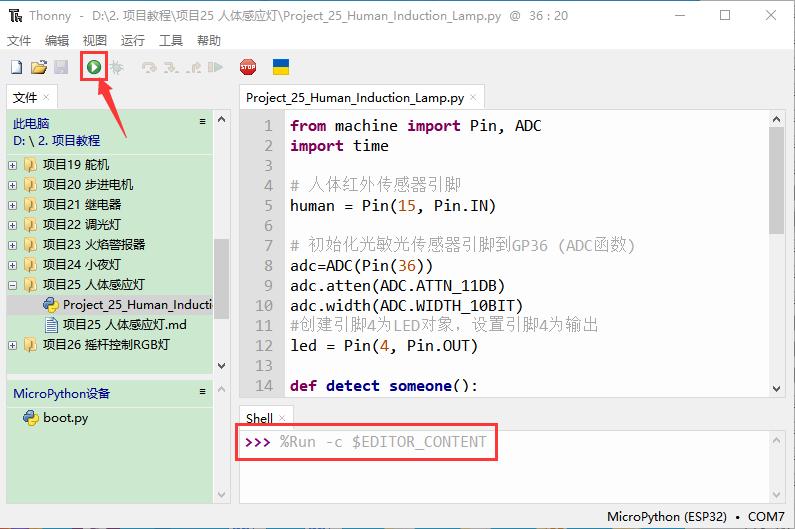 Thonny - D:\2. 项目教程\项目25 人体感应灯\Project_25_Human_Induction_Lamp.py @ 36 : 20
文件 编辑 视图 运行 工具 帮助
STOP
文件 ×
此电脑 ≡
D: \ 2. 项目教程
项目19 舵机
项目20 步进电机
项目21 继电器
项目22 调光灯
项目23 火焰警报器
项目24 小夜灯
项目25 人体感应灯
Project_25_Human_Inducti
项目25 人体感应灯.md
项目26 摇杆控制RGB灯
MicroPython设备 ≡
boot.py
Project_25_Human_Induction_Lamp.py ×
1 from machine import Pin, ADC
2 import time
3
4 # 人体红外传感器引脚
5 human = Pin(15, Pin.IN)
6
7 # 初始化光敏光传感器引脚到GP36 (ADC函数)
8 adc=ADC(Pin(36))
9 adc.atten(ADC.ATTN_11DB)
10 adc.width(ADC.WIDTH_10BIT)
11 #创建引脚4为LED对象，设置引脚4为输出
12 led = Pin(4, Pin.OUT)
13
14 def detect_someone():
Shell ×
>>> %Run -c $EDITOR_CONTENT
MicroPython (ESP32) • COM7